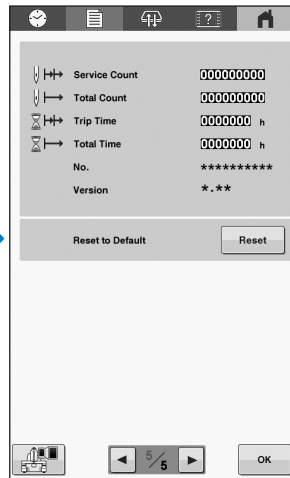 ?
Service Count 000000000
Total Count 000000000
Trip Time 0000000 h
Total Time 0000000 h
No. **********
Version *.**
Reset to Default Reset
5/5 OK